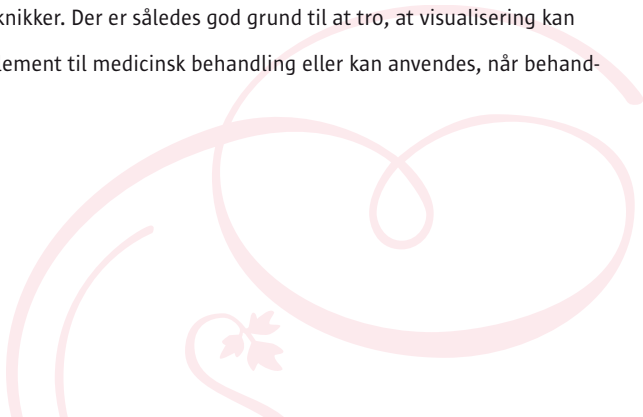 knikker. Der er således god grund til at tro, at visualisering kan
lement til medicinsk behandling eller kan anvendes, når behand-